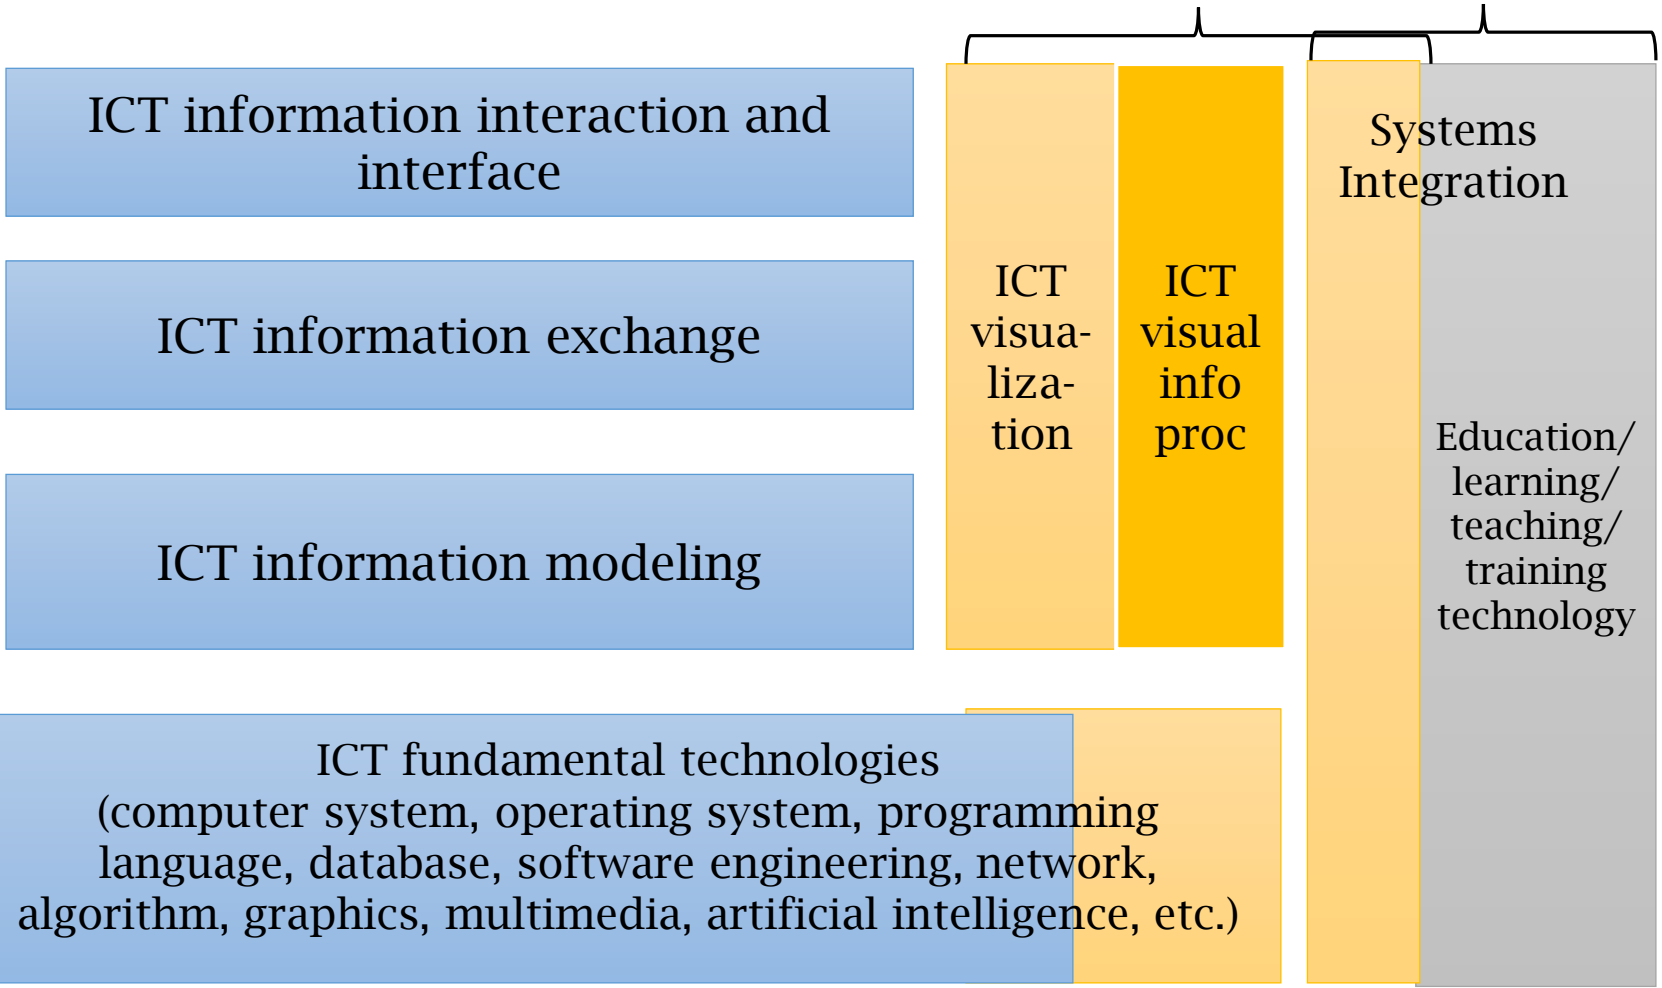 ICT information interaction and
interface
ICT information exchange
ICT information modeling
ICT
visua-
liza-
tion
ICT
visual
info
proc
Systems
Integration
Education/
learning/
teaching/
training
technology
ICT fundamental technologies
(computer system, operating system, programming
language, database, software engineering, network,
algorithm, graphics, multimedia, artificial intelligence, etc.)